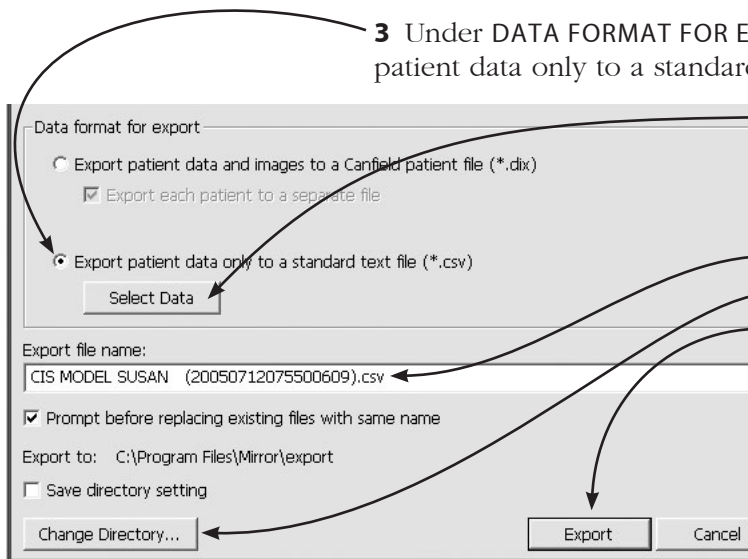 3 Under DATA FORMAT FOR E
patient data only to a standard
Data format for export
Export patient data and images to a Canfield patient file (*.dix)
Export each patient to a separate file
Export patient data only to a standard text file (*.csv)
Select Data
Export file name:
CIS MODEL SUSAN (20050712075500609).csv
Prompt before replacing existing files with same name
Export to: C:\Program Files\Mirror\export
Save directory setting
Change Directory... Export Cancel